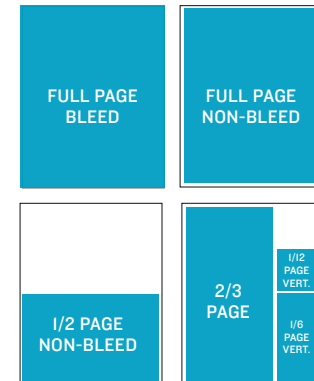 FULL PAGE
BLEED
FULL PAGE
NON-BLEED
1/2 PAGE
NON-BLEED
2/3
PAGE
1/12
PAGE
VERT.
1/6
PAGE
VERT.